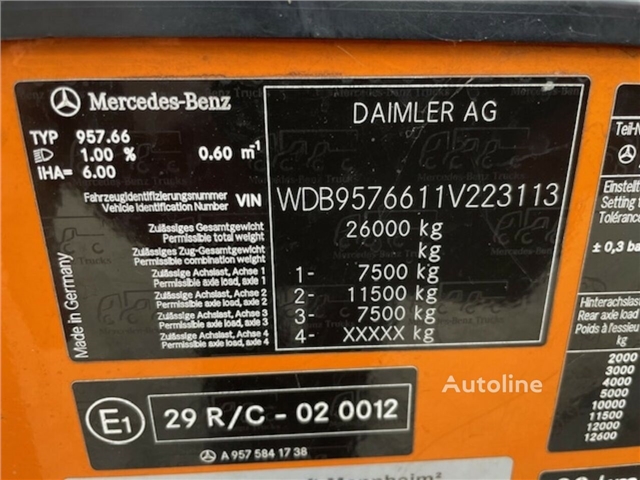 Mercedes-Benz
DAIMLER AG
TYP 957.66
1.00 % 0.60 m⁻¹
IHA= 6.00
Fahrzeugidentifizierungsnummer
Vehicle Identification Number VIN WDB9576611V223113
Zulässiges Gesamtgewicht
Permissible total weight 26000 kg
Zulässiges Zug-Gesamtgewicht
Permissible combination weight kg
Zulässige Achslast, Achse 1
Permissible axle load, axle 1 1- 7500 kg
Zulässige Achslast, Achse 2
Permissible axle load, axle 2 2- 11500 kg
Zulässige Achslast, Achse 3
Permissible axle load, axle 3 3- 7500 kg
Zulässige Achslast, Achse 4
Permissible axle load, axle 4 4- XXXXX kg
Made in Germany
E1 29 R/C - 02 0012
A 957 584 17 38
Mannheim²
Teil-N
Einstell
Setting
Toléranc
± 0,3 ba
Hinterachslas
Rear axle load
Poids à l'essieu
kg
2000
3000
4000
5000
10000
11500
12000
12600
Autoline